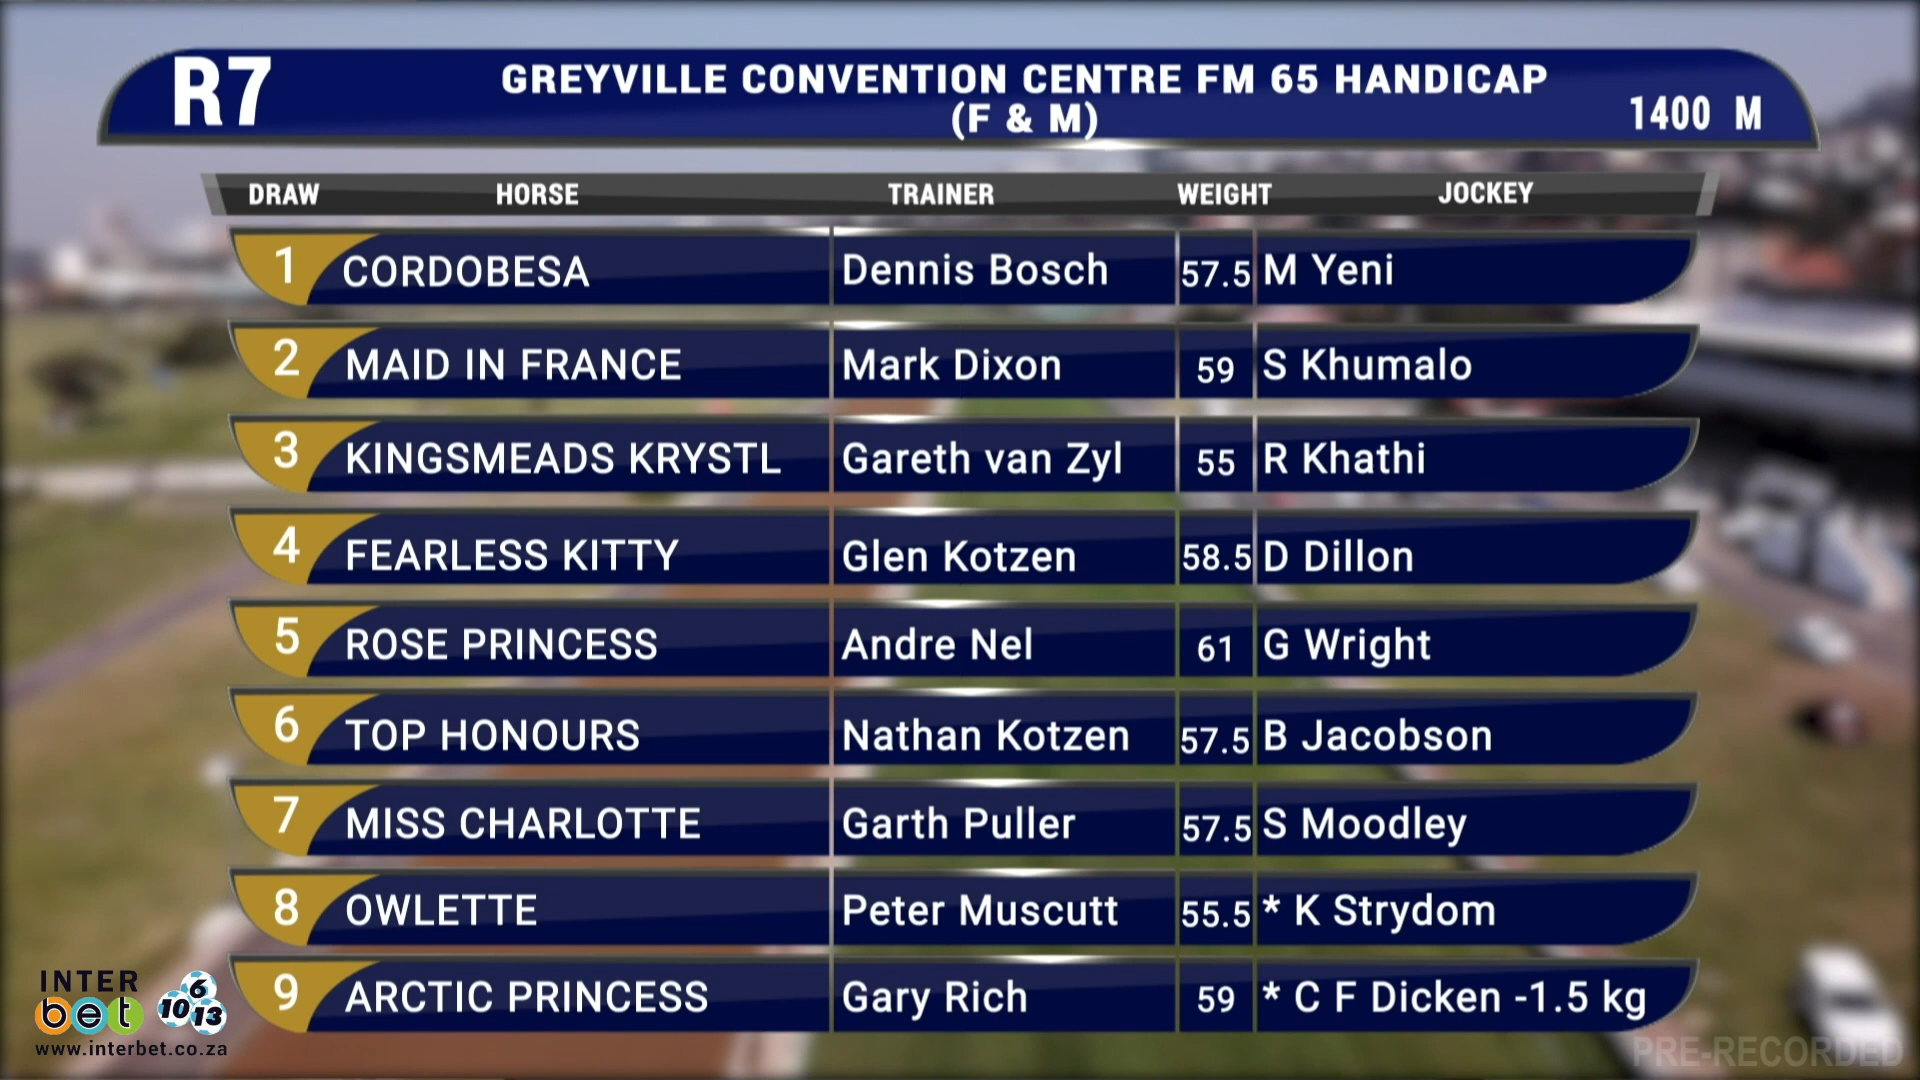 R7
GREYVILLE CONVENTION CENTRE FM 65 HANDICAP
(F & M)
1400 M
DRAW HORSE TRAINER WEIGHT JOCKEY
1 CORDOBESA Dennis Bosch 57.5 M Yeni
2 MAID IN FRANCE Mark Dixon 59 S Khumalo
3 KINGSMEADS KRYSTL Gareth van Zyl 55 R Khathi
4 FEARLESS KITTY Glen Kotzen 58.5 D Dillon
5 ROSE PRINCESS Andre Nel 61 G Wright
6 TOP HONOURS Nathan Kotzen 57.5 B Jacobson
7 MISS CHARLOTTE Garth Puller 57.5 S Moodley
8 OWLETTE Peter Muscutt 55.5 * K Strydom
9 ARCTIC PRINCESS Gary Rich 59 * C F Dicken -1.5 kg
INTER
bet
6
10 13
www.interbet.co.za
PRE-RECORDED